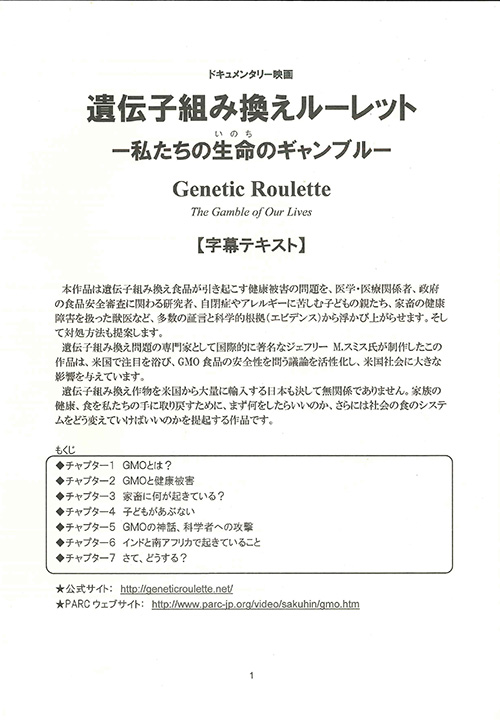 ドキュメンタリー映画
遺伝子組み換えルーレット
いのち
ー私たちの生命のギャンブルー
Genetic Roulette
The Gamble of Our Lives
【字幕テキスト】
本作品は遺伝子組み換え食品が引き起こす健康被害の問題を、医学・医療関係者、政府
の食品安全審査に関わる研究者、自閉症やアレルギーに苦しむ子どもの親たち、家畜の健康
障害を扱った獣医など、多数の証言と科学的根拠（エビデンス）から浮かび上がらせます。そし
て対処方法も提案します。
遺伝子組み換え問題の専門家として国際的に著名なジェフリー M.スミス氏が制作したこの
作品は、米国で注目を浴び、GMO 食品の安全性を問う議論を活性化し、米国社会に大きな
影響を与えています。
遺伝子組み換え作物を米国から大量に輸入する日本も決して無関係でありません。家族の
健康、食を私たちの手に取り戻すために、まず何をしたらいいのか、さらには社会の食のシステ
ムをどう変えていけばいいのかを提起する作品です。
もくじ
◆チャプター1 GMOとは？
◆チャプター2 GMOと健康被害
◆チャプター3 家畜に何が起きている？
◆チャプター4 子どもがあぶない
◆チャプター5 GMOの神話、科学者への攻撃
◆チャプター6 インドと南アフリカで起きていること
◆チャプター7 さて、どうする？
★公式サイト： http://geneticroulette.net/
★PARCウェブサイト： http://www.parc-jp.org/video/sakuhin/gmo.htm
1